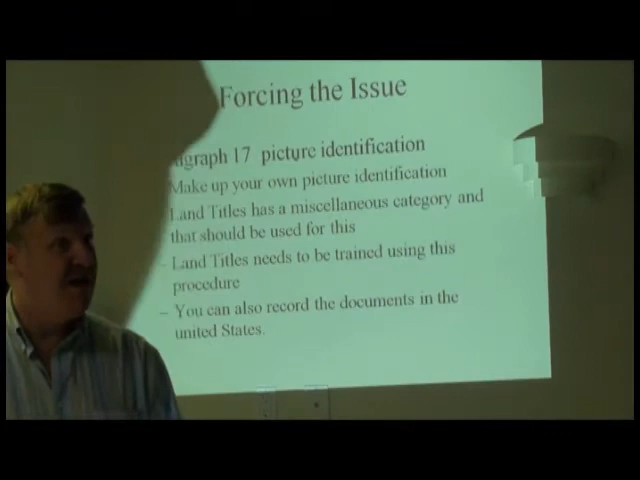 Forcing the Issue
agraph 17 picture identification
Make up your own picture identification
Land Titles has a miscellaneous category and
that should be used for this
– Land Titles needs to be trained using this
procedure
– You can also record the documents in the
united States.